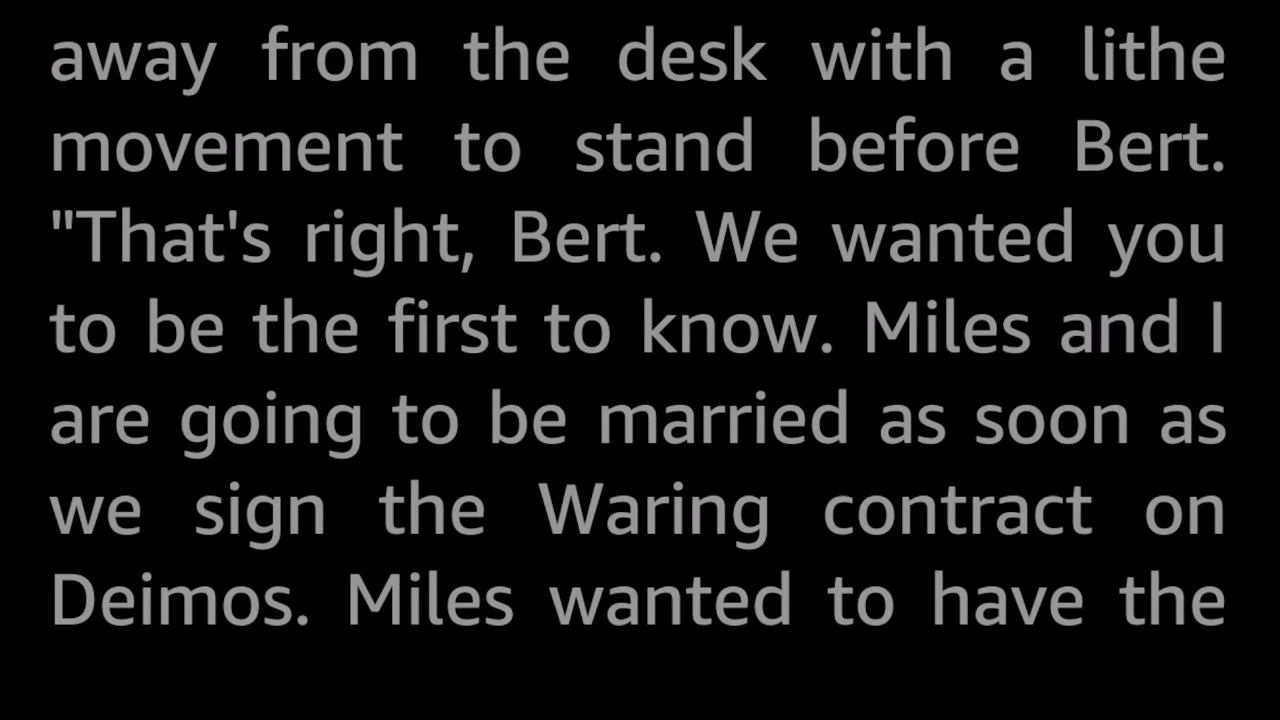 away from the desk with a lithe
movement to stand before Bert.
"That's right, Bert. We wanted you
to be the first to know. Miles and I
are going to be married as soon as
we sign the Waring contract on
Deimos. Miles wanted to have the